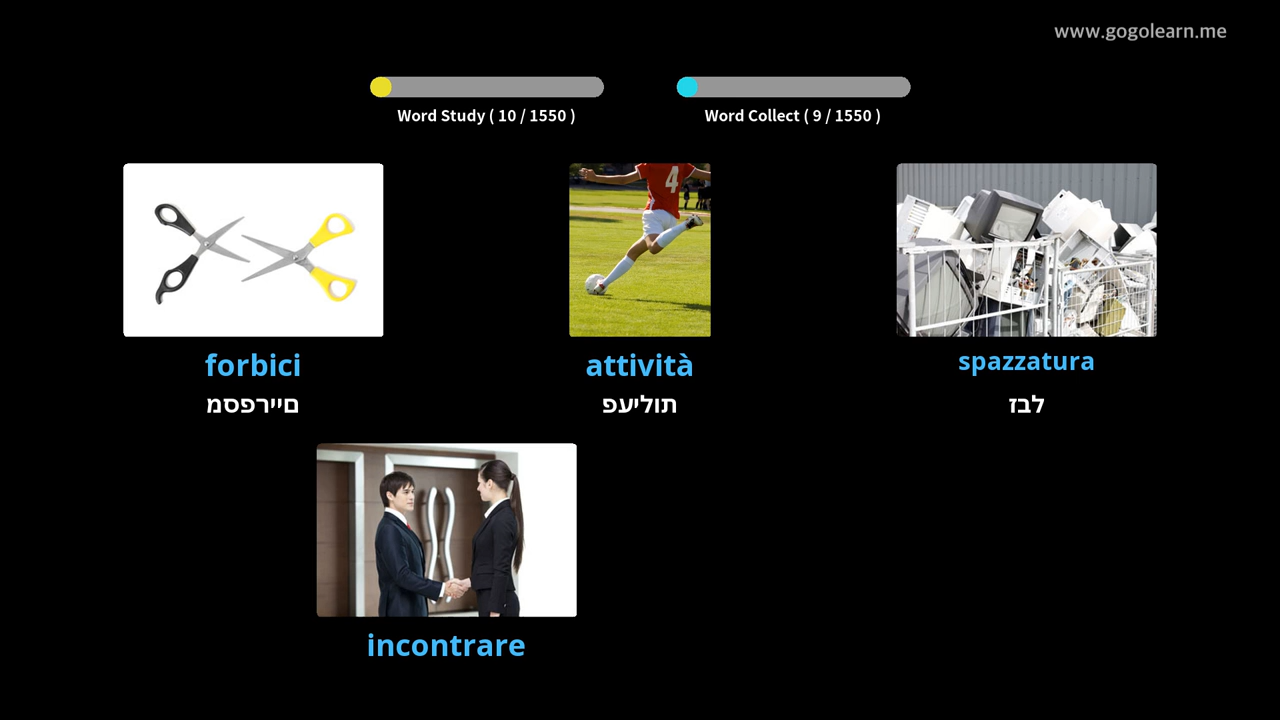 www.gogolearn.me
Word Study ( 10 / 1550 )
Word Collect ( 9 / 1550 )
4
forbici
םיירפסמ
attività
תוליעפ
spazzatura
לבז
incontrare